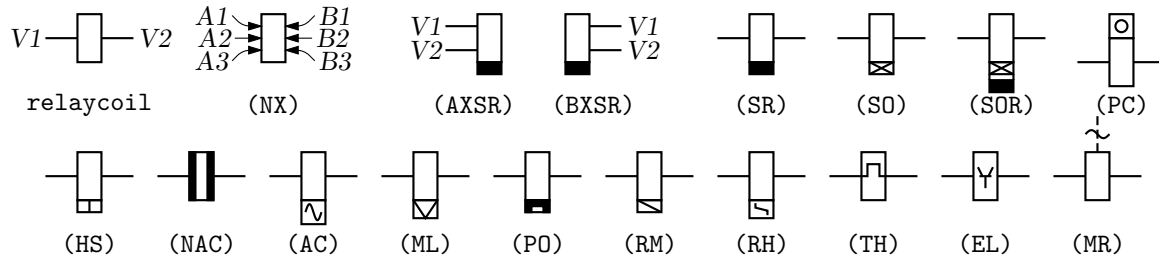 A1 B1 V1 V1
V1 V2 A2 B2 V2 V2
A3 B3
relaycoil (NX) (AXSR) (BXSR) (SR) (SO) (SOR) (PC)
(HS) (NAC) (AC) (ML) (PO) (RM) (RH) (TH) (EL) (MR)